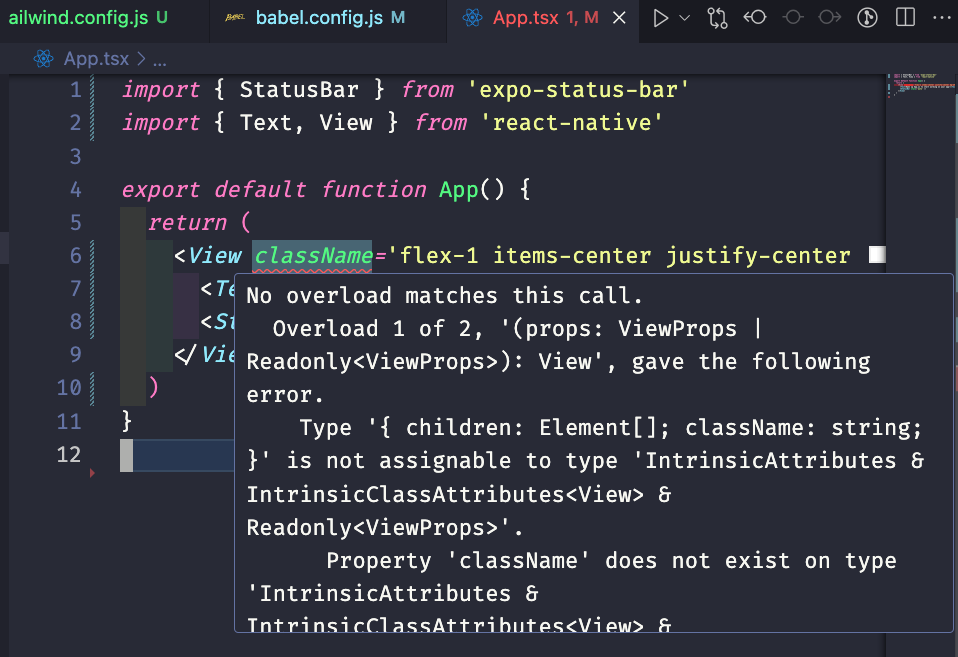 ailwind.config.js U
BABEL babel.config.js M
App.tsx 1, M
App.tsx > ...
1 import { StatusBar } from 'expo-status-bar'
2 import { Text, View } from 'react-native'
3
4 export default function App() {
5 return (
6 <View className='flex-1 items-center justify-center
7 <Te
8 <St
9 </Vie
10 )
11 }
12
No overload matches this call.
Overload 1 of 2, '(props: ViewProps |
Readonly<ViewProps>): View', gave the following
error.
Type '{ children: Element[]; className: string;
}' is not assignable to type 'IntrinsicAttributes &
IntrinsicClassAttributes<View> &
Readonly<ViewProps>'.
Property 'className' does not exist on type
'IntrinsicAttributes &
IntrinsicClassAttributes<View> &